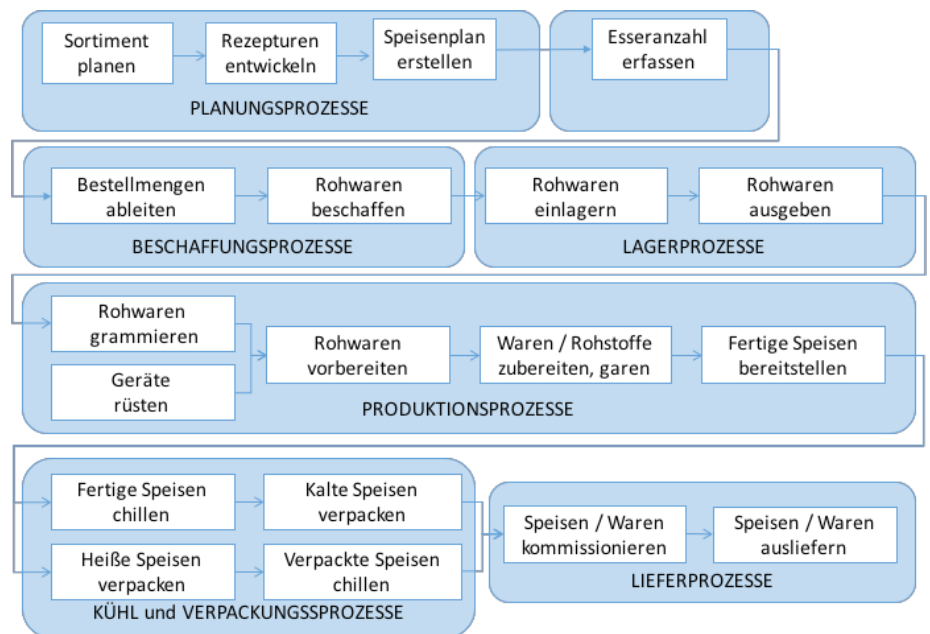 Sortiment
planen
Rezepturen
entwickeln
Speisenplan
erstellen
Esseranzahl
erfassen
PLANUNGSPROZESSE
Bestellmengen
ableiten
Rohwaren
beschaffen
Rohwaren
einlagern
Rohwaren
ausgeben
BESCHAFFUNGSPROZESSE
LAGERPROZESSE
Rohwaren
grammieren
Geräte
rüsten
Rohwaren
vorbereiten
Waren / Rohstoffe
zubereiten, garen
Fertige Speisen
bereitstellen
PRODUKTIONSPROZESSE
Fertige Speisen
chillen
Kalte Speisen
verpacken
Heiße Speisen
verpacken
Verpackte Speisen
chillen
KÜHL und VERPACKUNGSSPROZESSE
Speisen / Waren
kommissionieren
Speisen / Waren
ausliefern
LIEFERPROZESSE